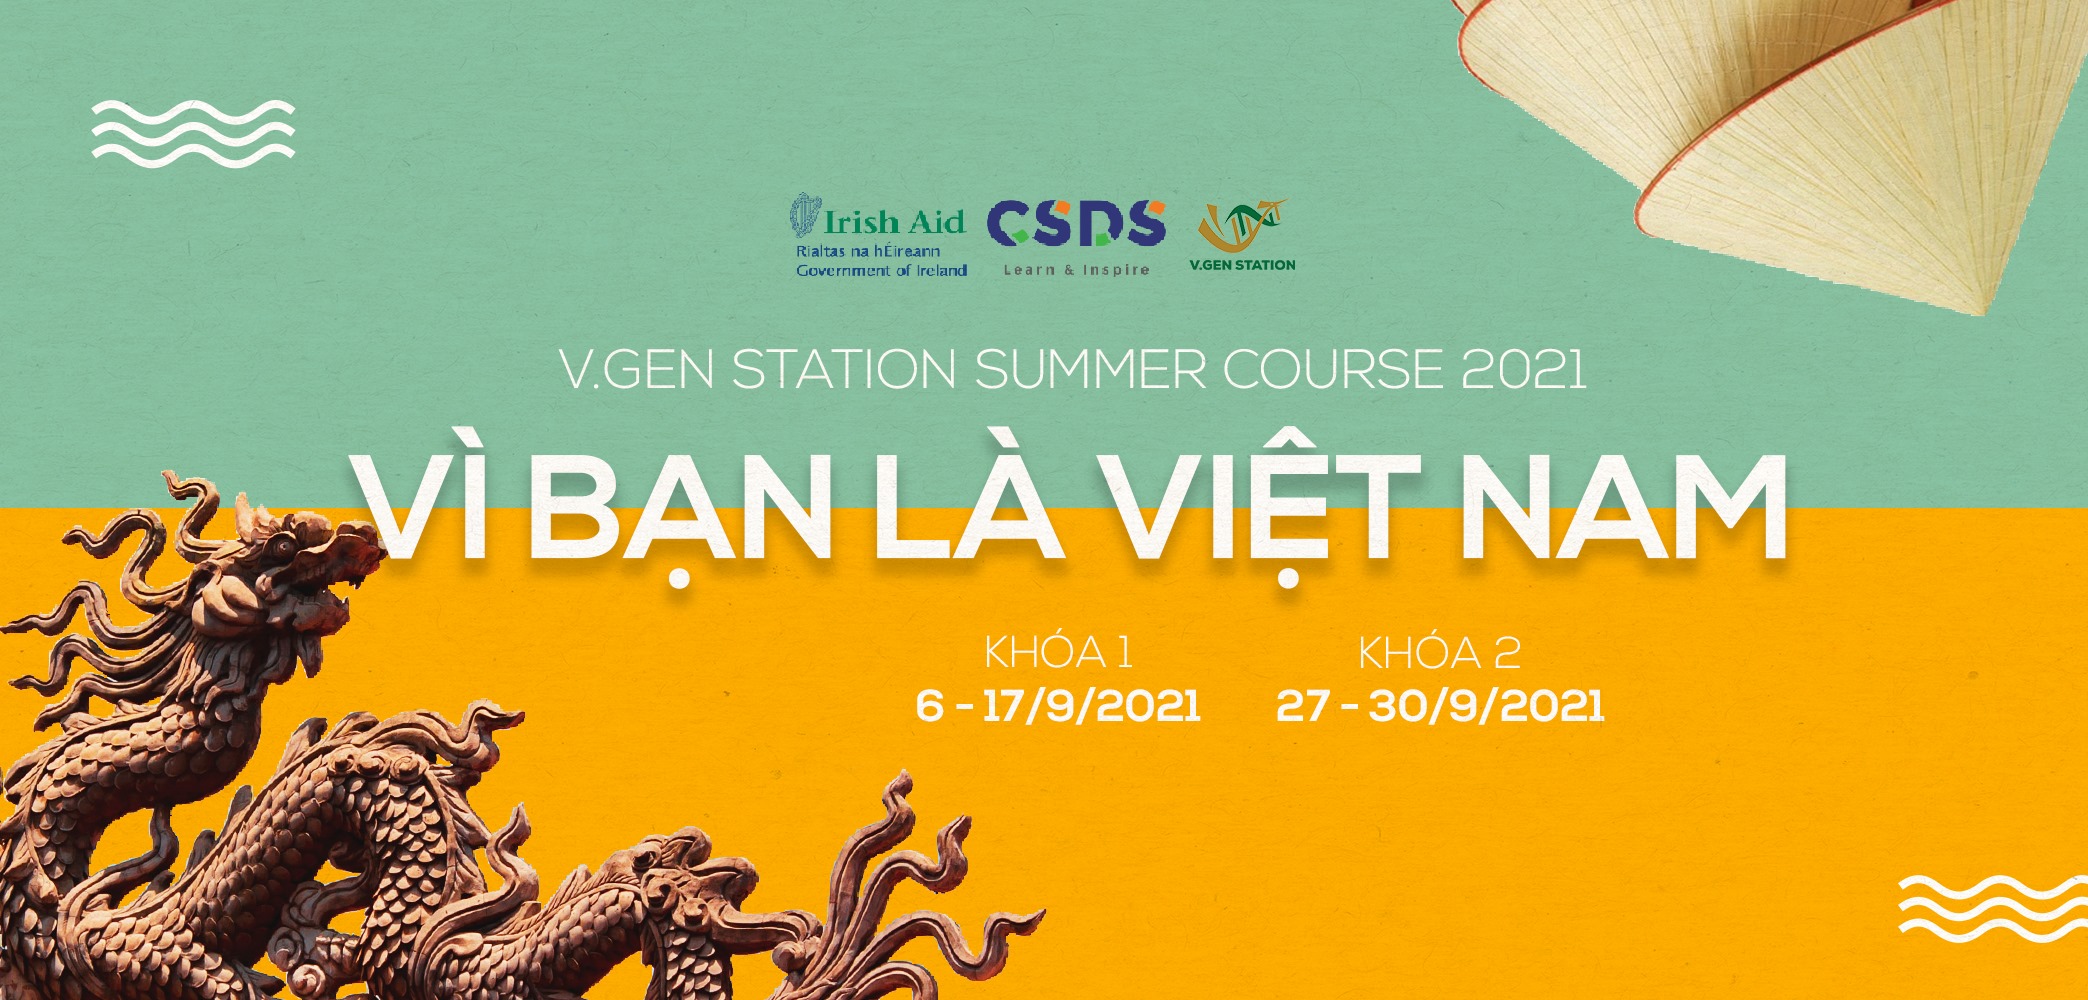 Irish Aid
Rialtas na hÉireann
Government of Ireland
CSDS
Learn & Inspire
V.GEN STATION
V.GEN STATION SUMMER COURSE 2021
VÌ BẠN LÀ VIỆT NAM
KHÓA 1
6 - 17/9/2021
KHÓA 2
27 - 30/9/2021